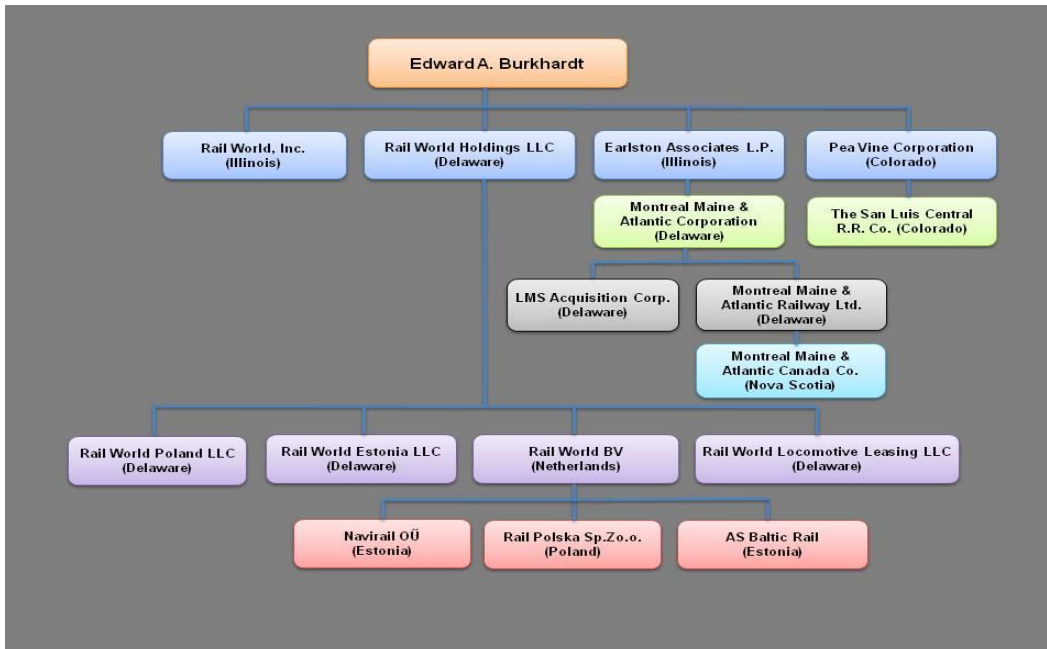 Edward A. Burkhardt
Rail World, Inc.
(Illinois)
Rail World Holdings LLC
(Delaware)
Earlston Associates L.P.
(Illinois)
Pea Vine Corporation
(Colorado)
Montreal Maine &
Atlantic Corporation
(Delaware)
The San Luis Central
R.R. Co. (Colorado)
LMS Acquisition Corp.
(Delaware)
Montreal Maine &
Atlantic Railway Ltd.
(Delaware)
Montreal Maine &
Atlantic Canada Co.
(Nova Scotia)
Rail World Poland LLC
(Delaware)
Rail World Estonia LLC
(Delaware)
Rail World BV
(Netherlands)
Rail World Locomotive Leasing LLC
(Delaware)
Navirail OÜ
(Estonia)
Rail Polska Sp.Zo.o.
(Poland)
AS Baltic Rail
(Estonia)